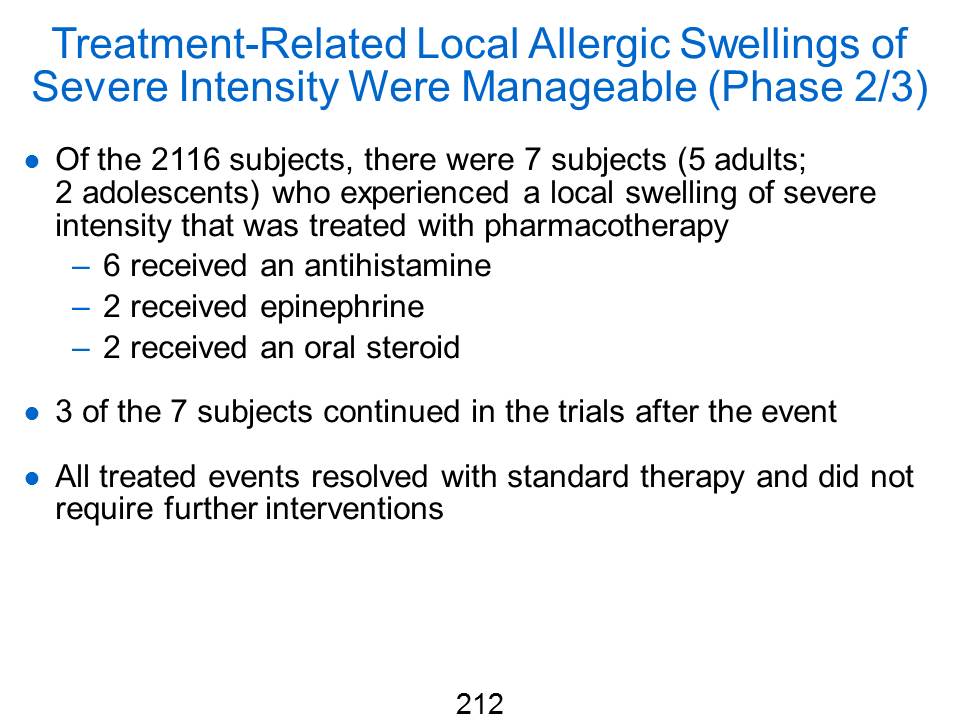 Treatment-Related Local Allergic Swellings of
Severe Intensity Were Manageable (Phase 2/3)
● Of the 2116 subjects, there were 7 subjects (5 adults;
2 adolescents) who experienced a local swelling of severe
intensity that was treated with pharmacotherapy
– 6 received an antihistamine
– 2 received epinephrine
– 2 received an oral steroid
● 3 of the 7 subjects continued in the trials after the event
● All treated events resolved with standard therapy and did not
require further interventions
212